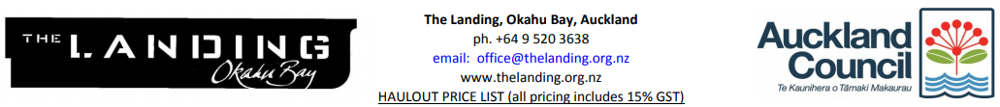 THE LANDING
Okahu Bay
The Landing, Okahu Bay, Auckland
ph. +64 9 520 3638
email:  office@thelanding.org.nz
www.thelanding.org.nz
HAULOUT PRICE LIST (all pricing includes 15% GST)
Auckland
Council
Te Kaunihera o Tāmaki Makaurau